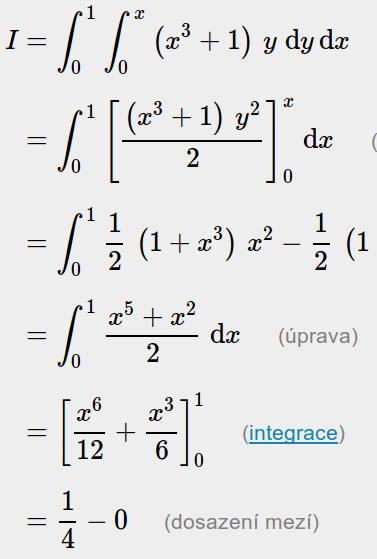 I = ∫₀¹ ∫₀ˣ (x³ + 1) y dy dx
= ∫₀¹ [(x³ + 1) y² / 2]₀ˣ dx (
= ∫₀¹ 1/2 (1 + x³) x² − 1/2 (1
= ∫₀¹ (x⁵ + x²)/2 dx (úprava)
= [x⁶/12 + x³/6]₀¹ (integrace)
= 1/4 − 0 (dosazení mezí)